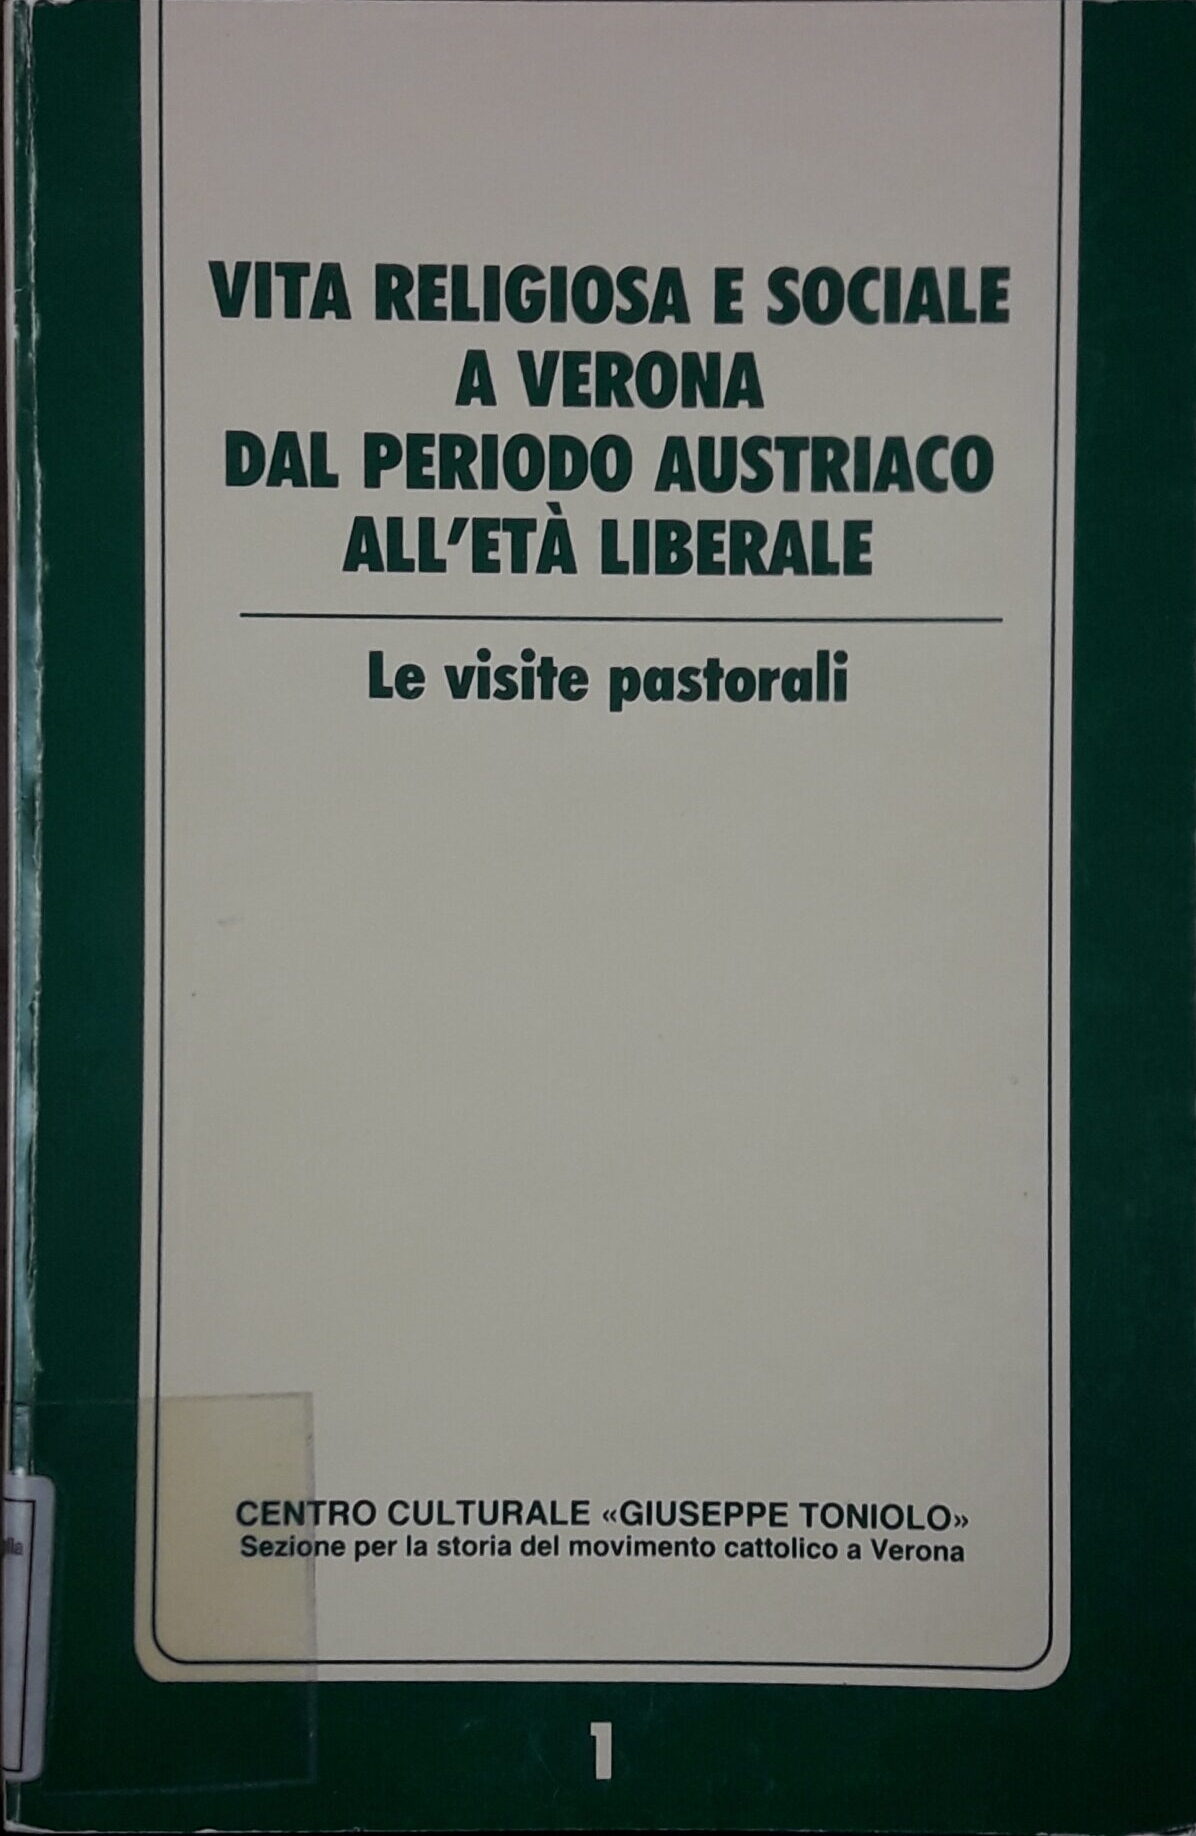 VITA RELIGIOSA E SOCIALE
A VERONA
DAL PERIODO AUSTRIACO
ALL'ETÀ LIBERALE
Le visite pastorali
CENTRO CULTURALE «GIUSEPPE TONIOLO»
Sezione per la storia del movimento cattolico a Verona
1